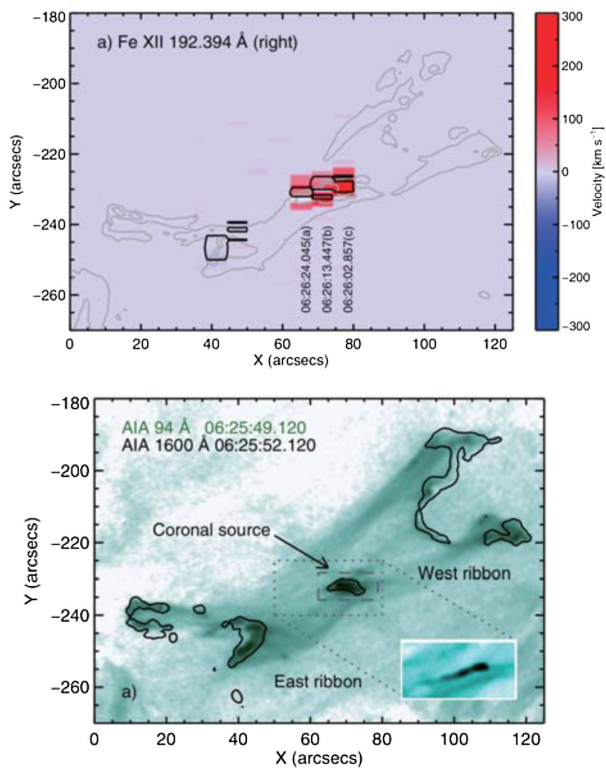 a) Fe XII 192.394 Å (right)
-180
-200
-220
-240
-260
Y (arcsecs)
0 20 40 60 80 100 120
X (arcsecs)
06:26:24.045(a)
06:26:13.447(b)
06:26:02.857(c)
300
200
100
0
-100
-200
-300
Velocity [km s⁻¹]
AIA 94 Å 06:25:49.120
AIA 1600 Å 06:25:52.120
-180
-200
-220
-240
-260
Y (arcsecs)
Coronal source
West ribbon
East ribbon
a)
0 20 40 60 80 100 120
X (arcsecs)